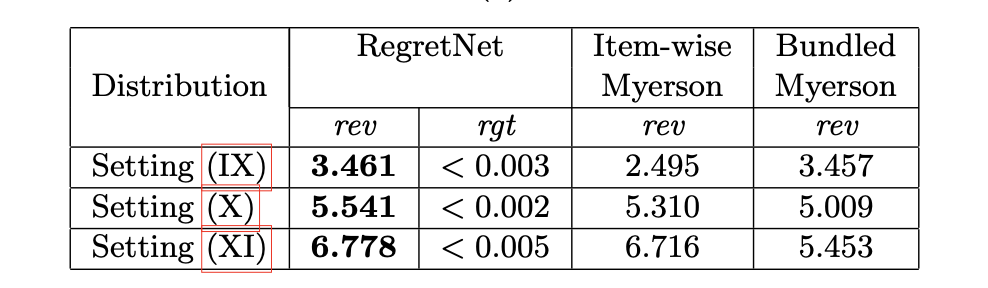 RegretNet Item-wise Bundled
Distribution Myerson Myerson
rev rgt rev rev
Setting (IX) 3.461 < 0.003 2.495 3.457
Setting (X) 5.541 < 0.002 5.310 5.009
Setting (XI) 6.778 < 0.005 6.716 5.453